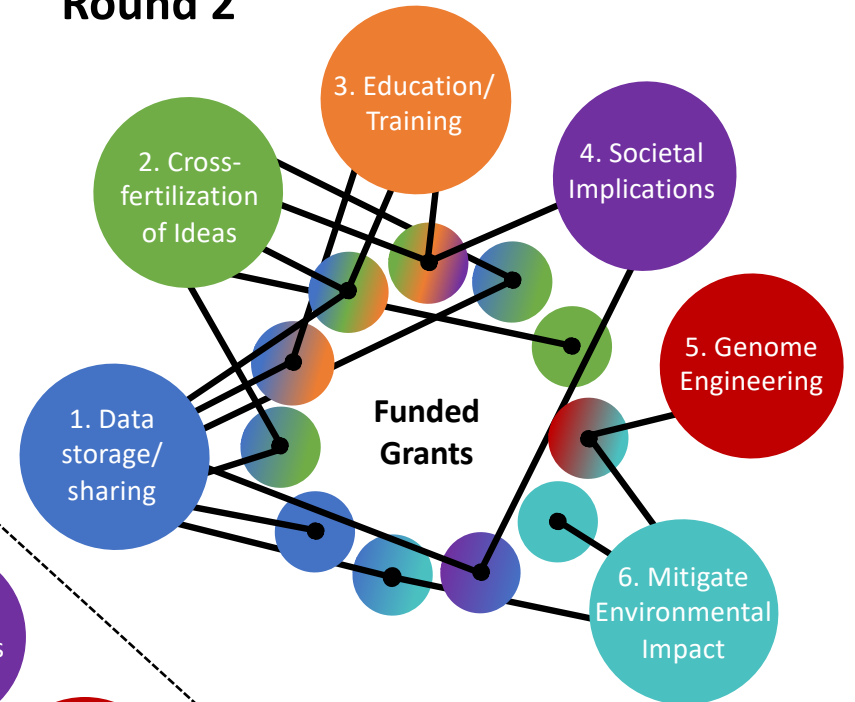 Round 2
3. Education/
Training
2. Cross-
fertilization
of Ideas
4. Societal
Implications
5. Genome
Engineering
1. Data
storage/
sharing
Funded
Grants
6. Mitigate
Environmental
Impact
s